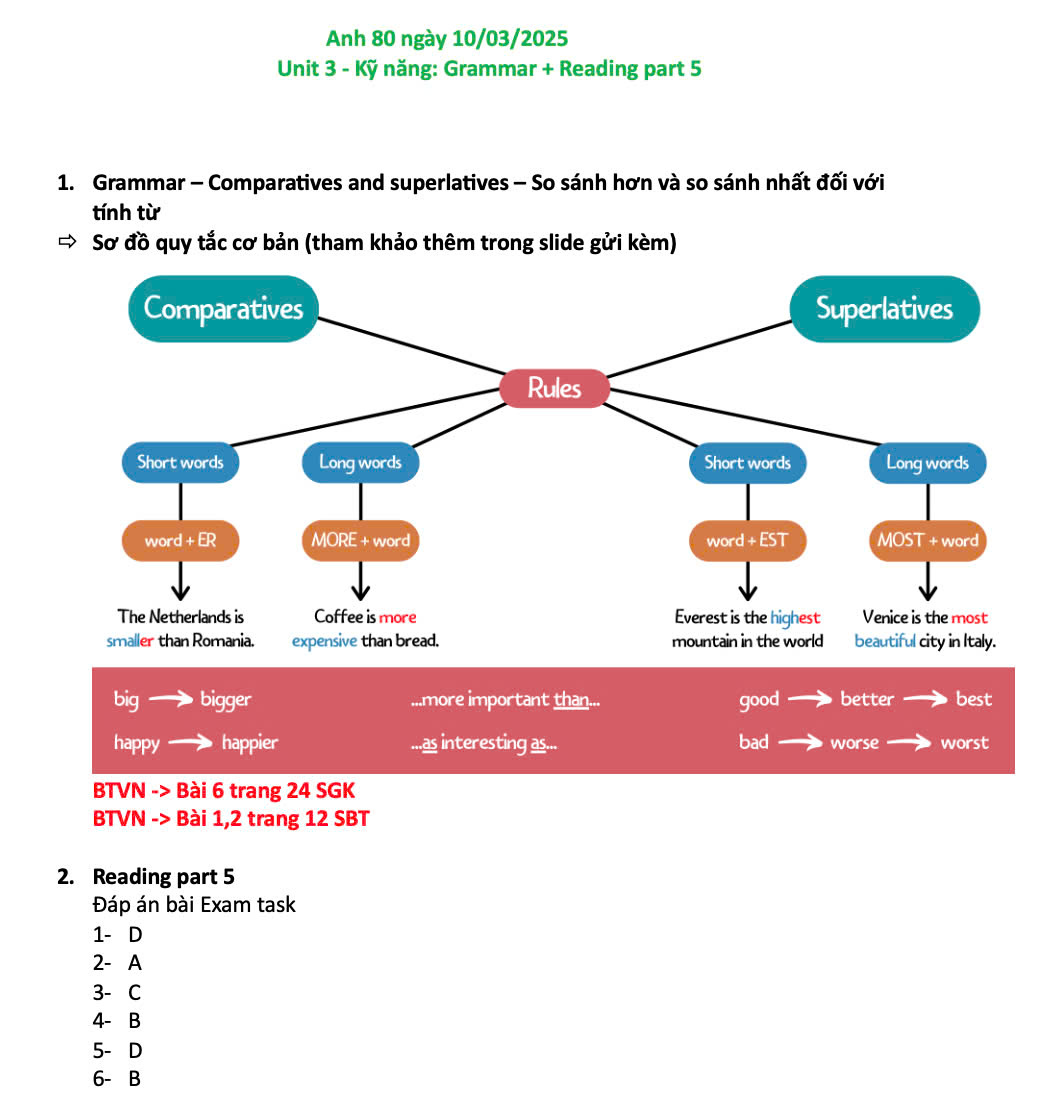 Anh 80 ngày 10/03/2025
Unit 3 - Kỹ năng: Grammar + Reading part 5
1. Grammar – Comparatives and superlatives – So sánh hơn và so sánh nhất đối với
tính từ
⇨ Sơ đồ quy tắc cơ bản (tham khảo thêm trong slide gửi kèm)
Comparatives
Superlatives
Rules
Short words
Long words
Short words
Long words
word + ER
MORE + word
word + EST
MOST + word
The Netherlands is
smaller than Romania.
Coffee is more
expensive than bread.
Everest is the highest
mountain in the world
Venice is the most
beautiful city in Italy.
big → bigger
...more important than...
good → better → best
happy → happier
...as interesting as...
bad → worse → worst
BTVN -> Bài 6 trang 24 SGK
BTVN -> Bài 1,2 trang 12 SBT
2. Reading part 5
Đáp án bài Exam task
1- D
2- A
3- C
4- B
5- D
6- B